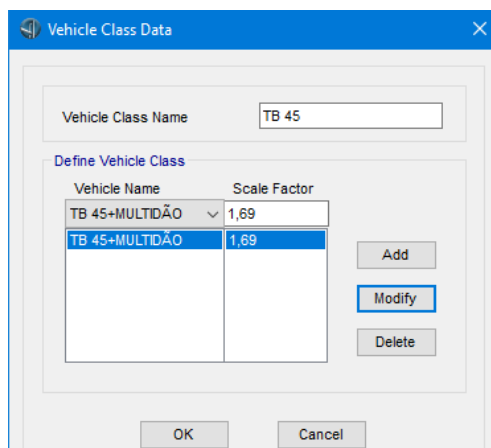 Vehicle Class Data
Vehicle Class Name TB 45
Define Vehicle Class
Vehicle Name Scale Factor
TB 45+MULTIDÃO 1,69
TB 45+MULTIDÃO 1,69
Add
Modify
Delete
OK Cancel